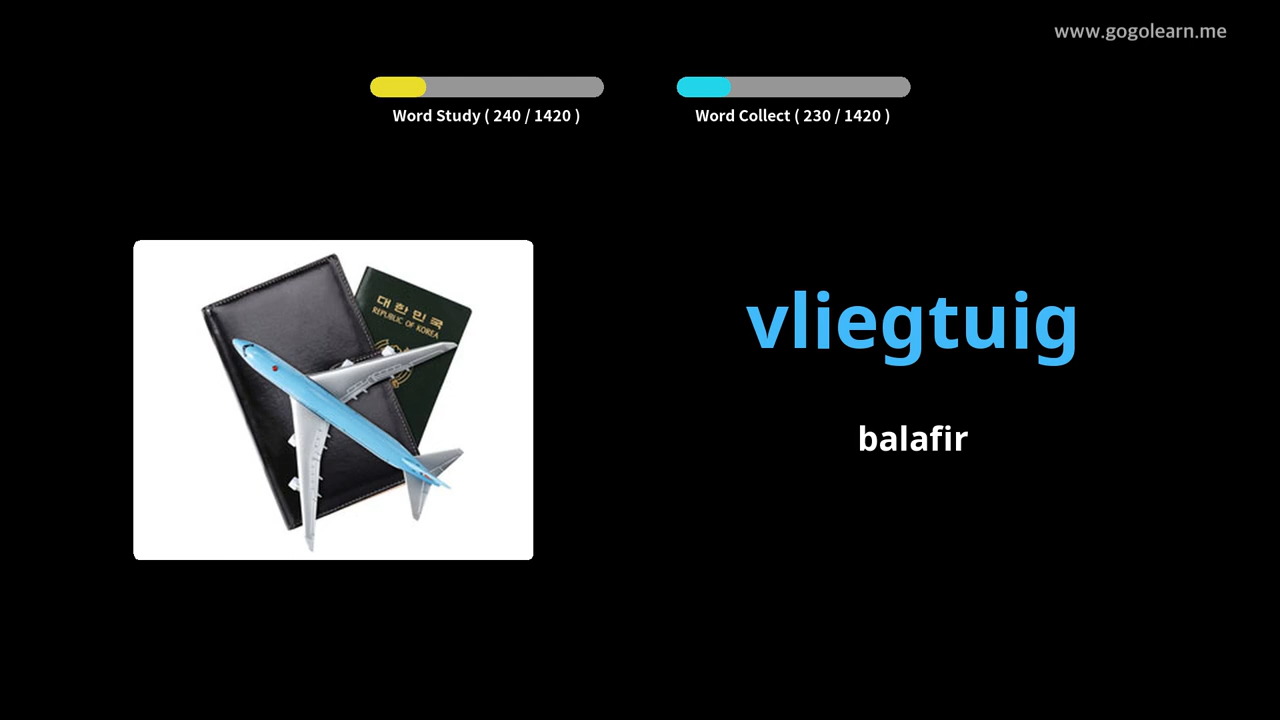 www.gogolearn.me
Word Study ( 240 / 1420 )
Word Collect ( 230 / 1420 )
대한민국
REPUBLIC OF KOREA
vliegtuig
balafir